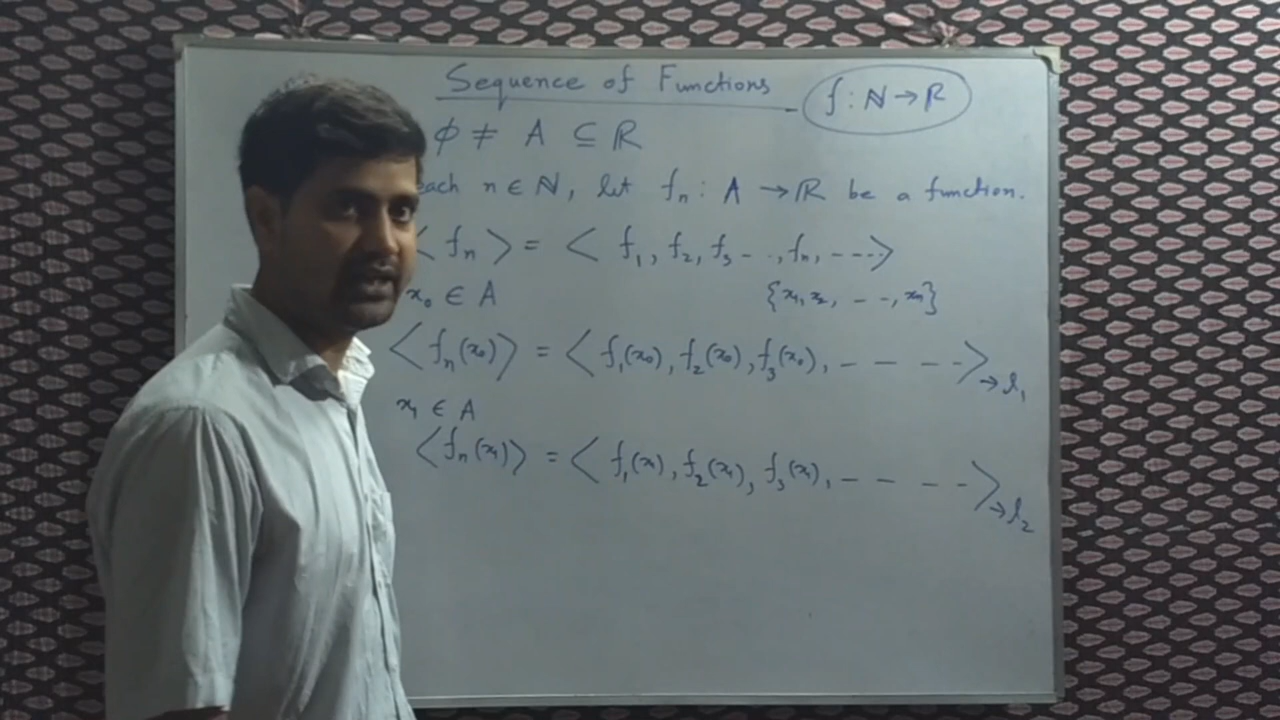 Sequence of Functions
f : ℕ → ℝ
ϕ ≠ A ⊆ ℝ
each n ∈ ℕ, let fₙ : A → ℝ be a function.
< fₙ > = < f₁, f₂, f₃ - . . , fₙ, - - - - >
x₀ ∈ A
{x₁, x₂, - - -, xₙ}
< fₙ(x₀) > = < f₁(x₀), f₂(x₀), f₃(x₀), - - - - - > → l₁
x₁ ∈ A
< fₙ(x₁) > = < f₁(x₁), f₂(x₁), f₃(x₁), - - - - - > → l₂